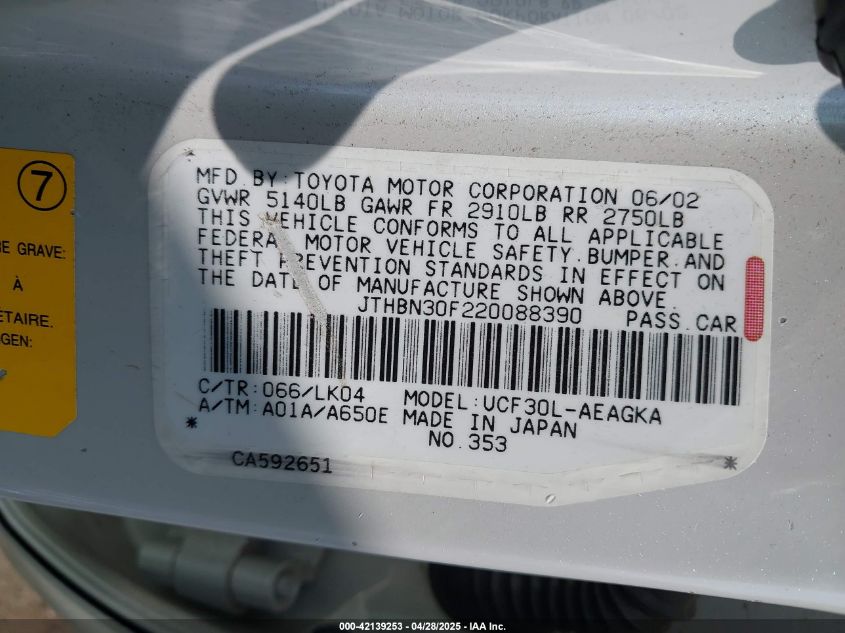 7
E GRAVE:
À
ÉTAIRE.
GEN:
MFD BY:TOYOTA MOTOR CORPORATION 06/02
GVWR 5140LB GAWR FR 2910LB RR 2750LB
THIS VEHICLE CONFORMS TO ALL APPLICABLE
FEDERAL MOTOR VEHICLE SAFETY.BUMPER.AND
THEFT PREVENTION STANDARDS IN EFFECT ON
THE DATE OF MANUFACTURE SHOWN ABOVE.
JTHBN30F220088390 PASS.CAR
C/TR:066/LK04 MODEL:UCF30L-AEAGKA
A/TM:A01A/A650E MADE IN JAPAN
* NO.353 *
CA592651
000-42139253 - 04/28/2025 - IAA Inc.